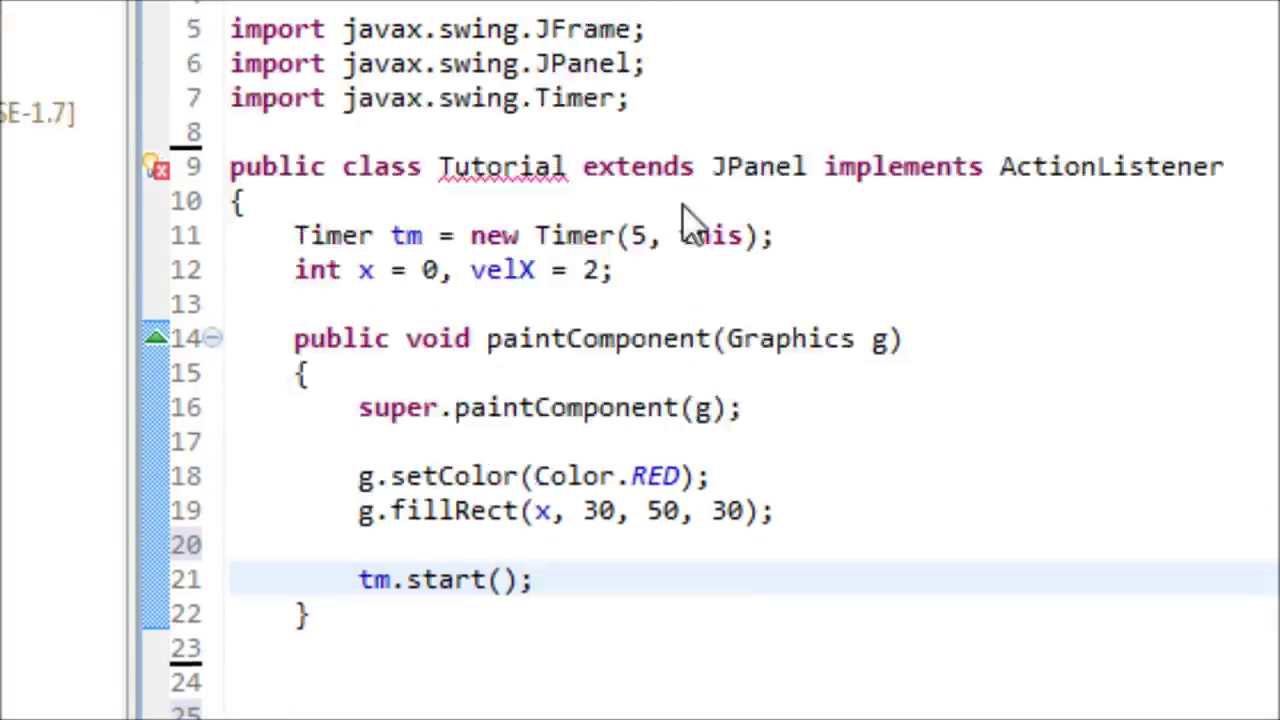 5 import javax.swing.JFrame;
6 import javax.swing.JPanel;
SE-1.7]
7 import javax.swing.Timer;
8
9 public class Tutorial extends JPanel implements ActionListener
10 {
11 Timer tm = new Timer(5, this);
12 int x = 0, velX = 2;
13
14 public void paintComponent(Graphics g)
15 {
16 super.paintComponent(g);
17
18 g.setColor(Color.RED);
19 g.fillRect(x, 30, 50, 30);
20
21 tm.start();
22 }
23
24
25